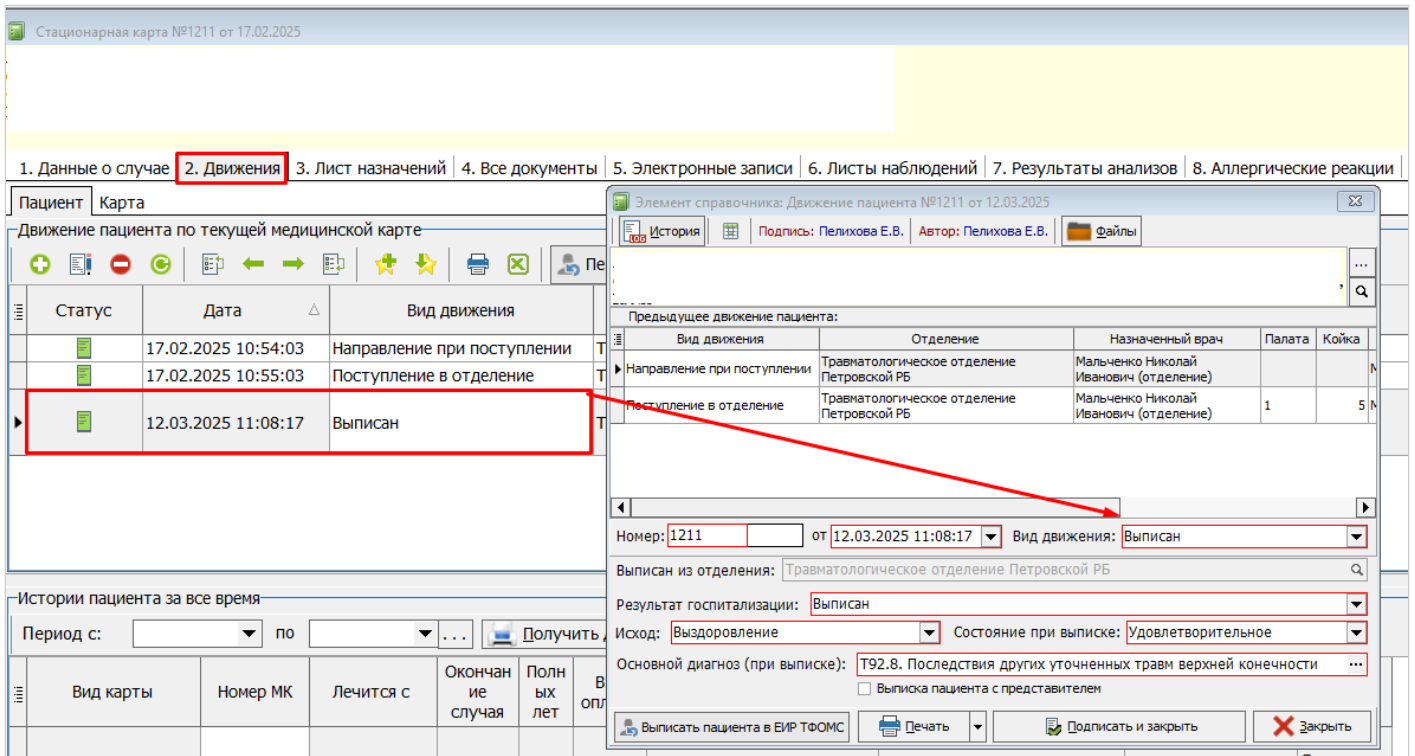 Стационарная карта №1211 от 17.02.2025
1. Данные о случае 2. Движения 3. Лист назначений 4. Все документы 5. Электронные записи 6. Листы наблюдений 7. Результаты анализов 8. Аллергические реакции
Пациент Карта
Движение пациента по текущей медицинской карте
Пе
Статус Дата Вид движения
17.02.2025 10:54:03 Направление при поступлении Т
17.02.2025 10:55:03 Поступление в отделение Т
12.03.2025 11:08:17 Выписан Т
Истории пациента за все время
Период с: по ... Получить
Вид карты Номер МК Лечится с Окончан ие случая Полн ых лет
Элемент справочника: Движение пациента №1211 от 12.03.2025
LOG История Подпись: Пелихова Е.В. Автор: Пелихова Е.В. Файлы
...
Предыдущее движение пациента:
Вид движения Отделение Назначенный врач Палата Койка
Направление при поступлении Травматологическое отделение Петровской РБ Мальченко Николай Иванович (отделение)
Поступление в отделение Травматологическое отделение Петровской РБ Мальченко Николай Иванович (отделение) 1 5
Номер: 1211 от 12.03.2025 11:08:17 Вид движения: Выписан
Выписан из отделения: Травматологическое отделение Петровской РБ
Результат госпитализации: Выписан
Исход: Выздоровление Состояние при выписке: Удовлетворительное
Основной диагноз (при выписке): Т92.8. Последствия других уточненных травм верхней конечности ...
Выписка пациента с представителем
Выписать пациента в ЕИР ТФОМС Печать Подписать и закрыть Закрыть